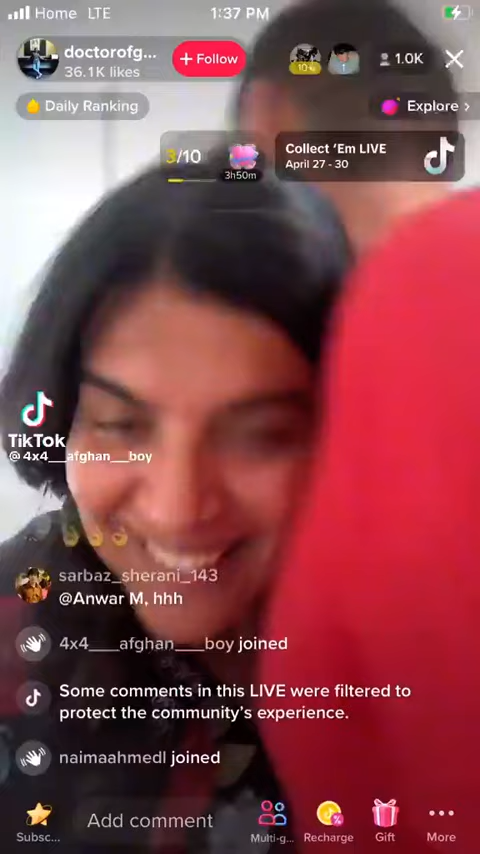 Home LTE
1:37 PM
doctorofg...
36.1K likes
+ Follow
1.0K
Daily Ranking
Explore >
3/10
3h50m
Collect ‘Em LIVE
April 27 - 30
TikTok
@ 4x4___afghan___boy
sarbaz_sherani_143
@Anwar M, hhh
4x4___afghan___boy joined
Some comments in this LIVE were filtered to
protect the community’s experience.
naimaahmedl joined
Subsc...
Add comment
Multi-g...
Recharge
Gift
More